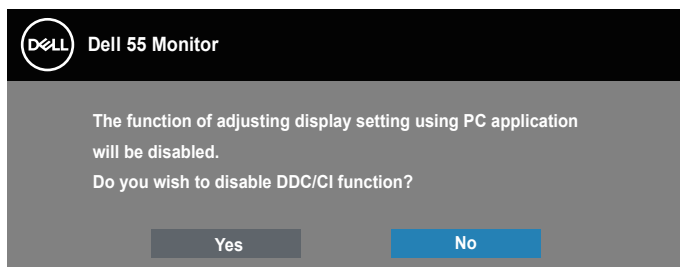 DELL
Dell 55 Monitor
The function of adjusting display setting using PC application
will be disabled.
Do you wish to disable DDC/CI function?
Yes
No